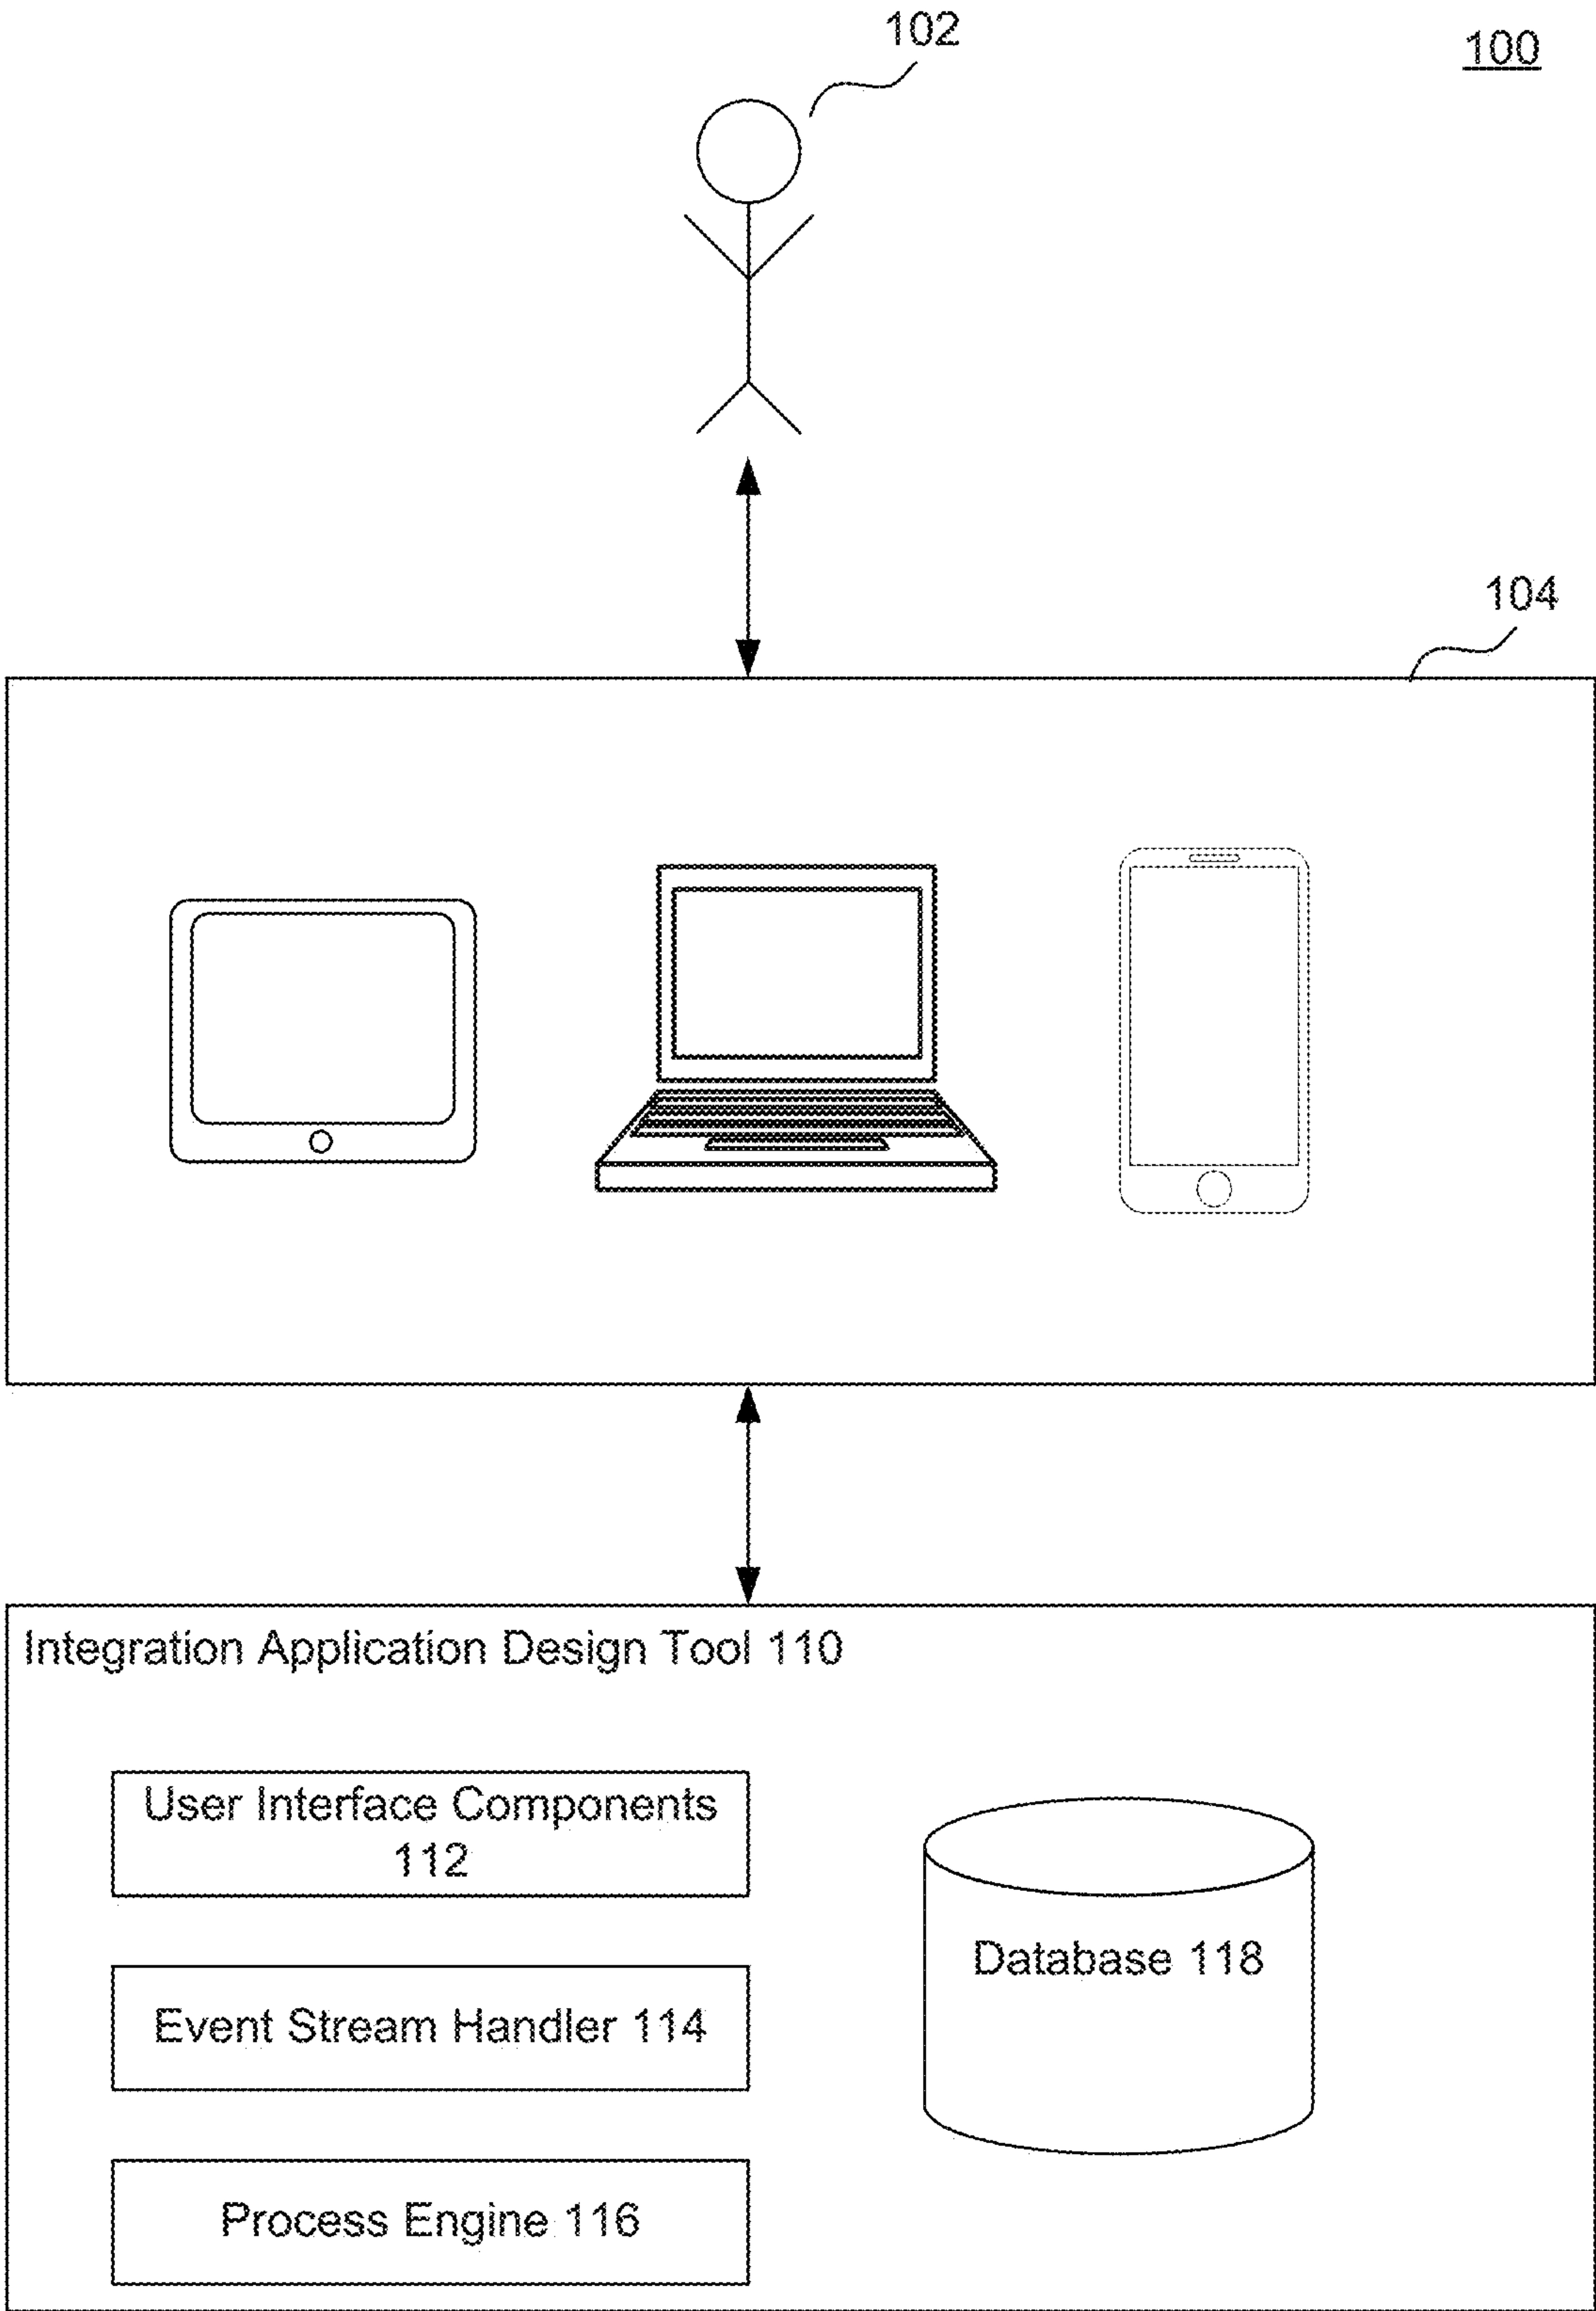 102
100
104
Integration Application Design Tool 110
User Interface Components
112
Database 118
Event Stream Handler 114
Process Engine 116